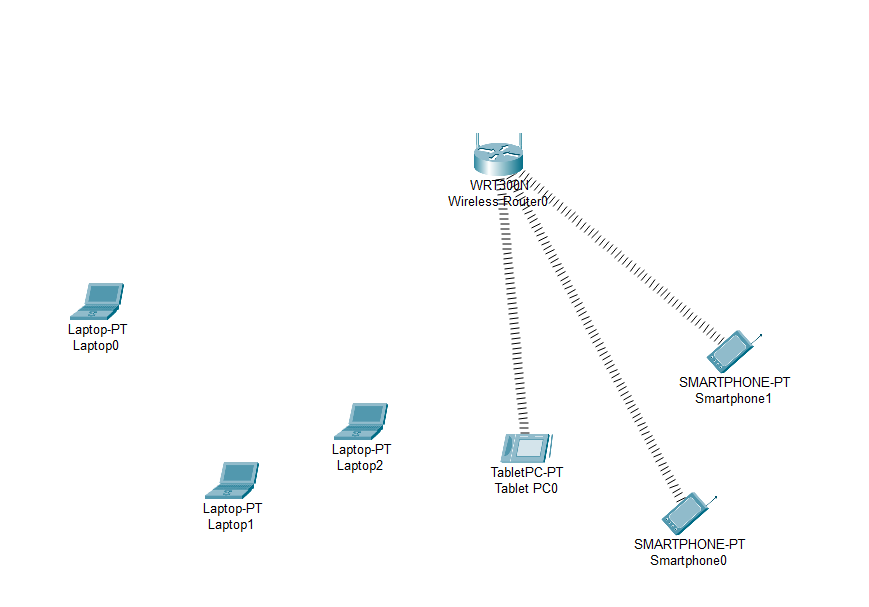 WRT300N
Wireless Router0
Laptop-PT
Laptop0
SMARTPHONE-PT
Smartphone1
Laptop-PT
Laptop2
TabletPC-PT
Tablet PC0
Laptop-PT
Laptop1
SMARTPHONE-PT
Smartphone0